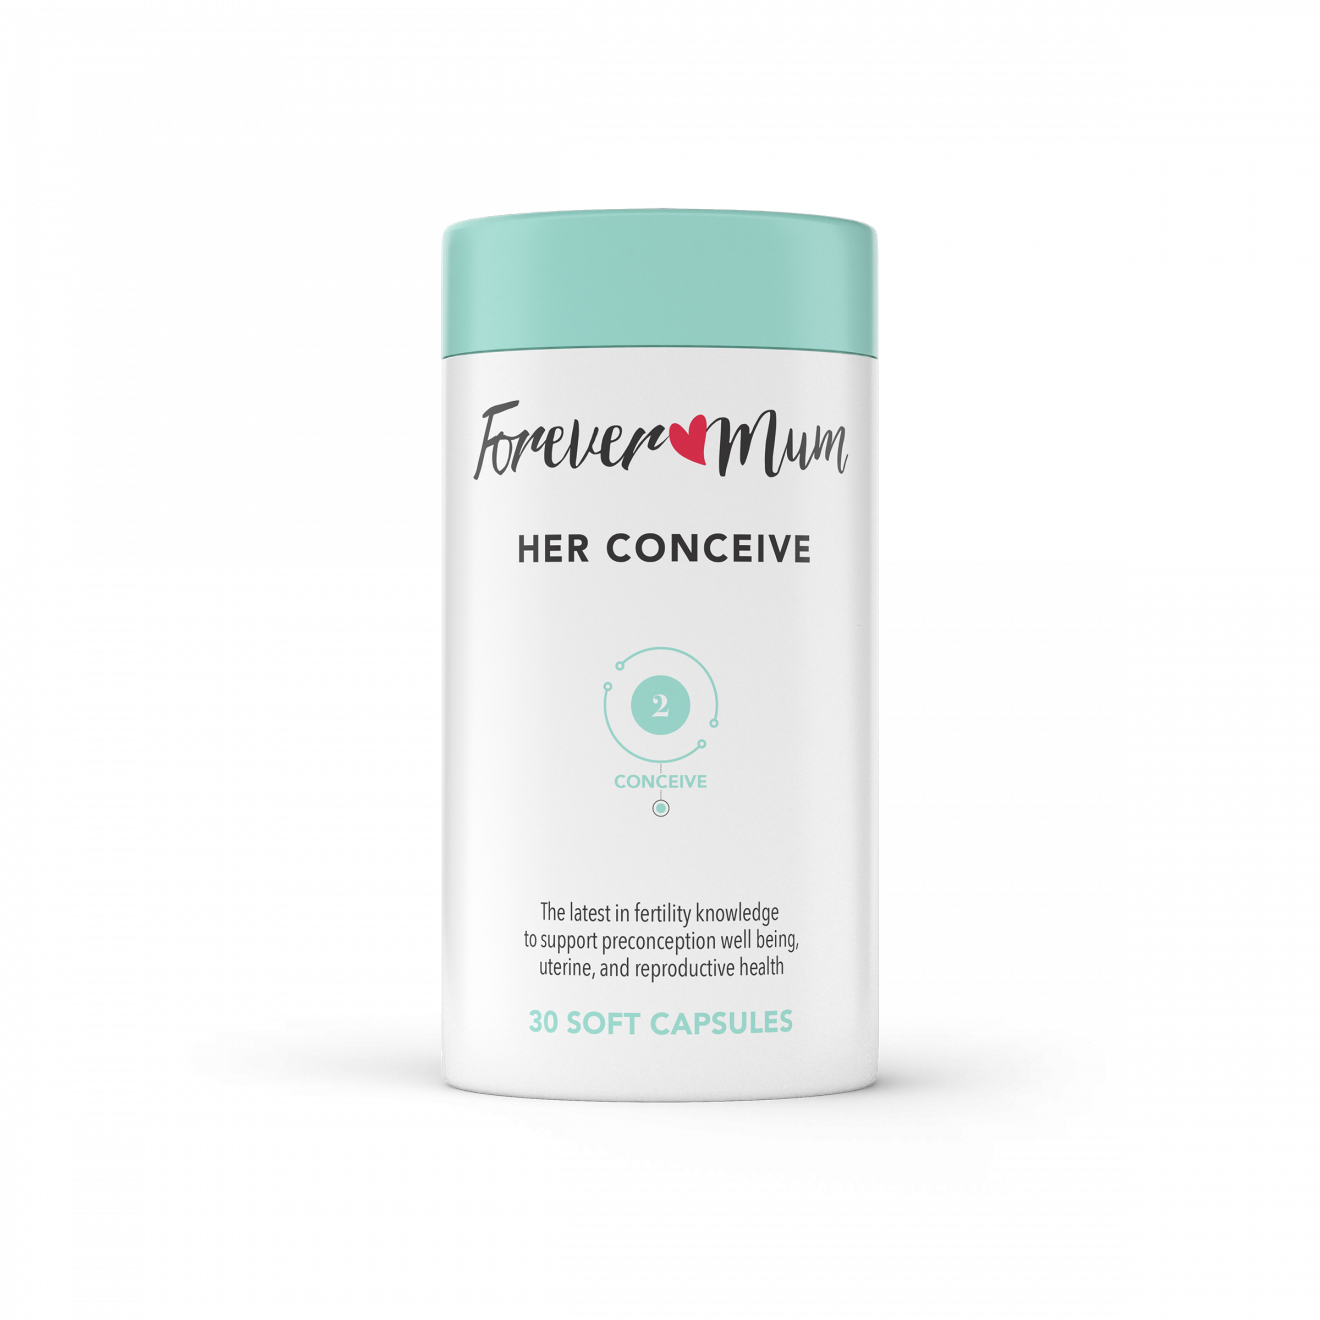 Forever Mum
HER CONCEIVE
2
CONCEIVE
The latest in fertility knowledge
to support preconception well being,
uterine, and reproductive health
30 SOFT CAPSULES